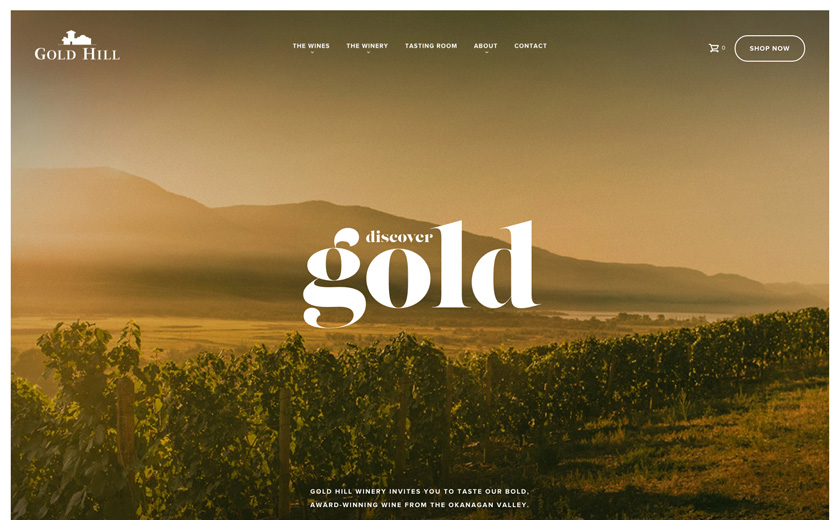 GOLD HILL
THE WINES
THE WINERY
TASTING ROOM
ABOUT
CONTACT
0
SHOP NOW
discover
gold
GOLD HILL WINERY INVITES YOU TO TASTE OUR BOLD,
AWARD-WINNING WINE FROM THE OKANAGAN VALLEY.